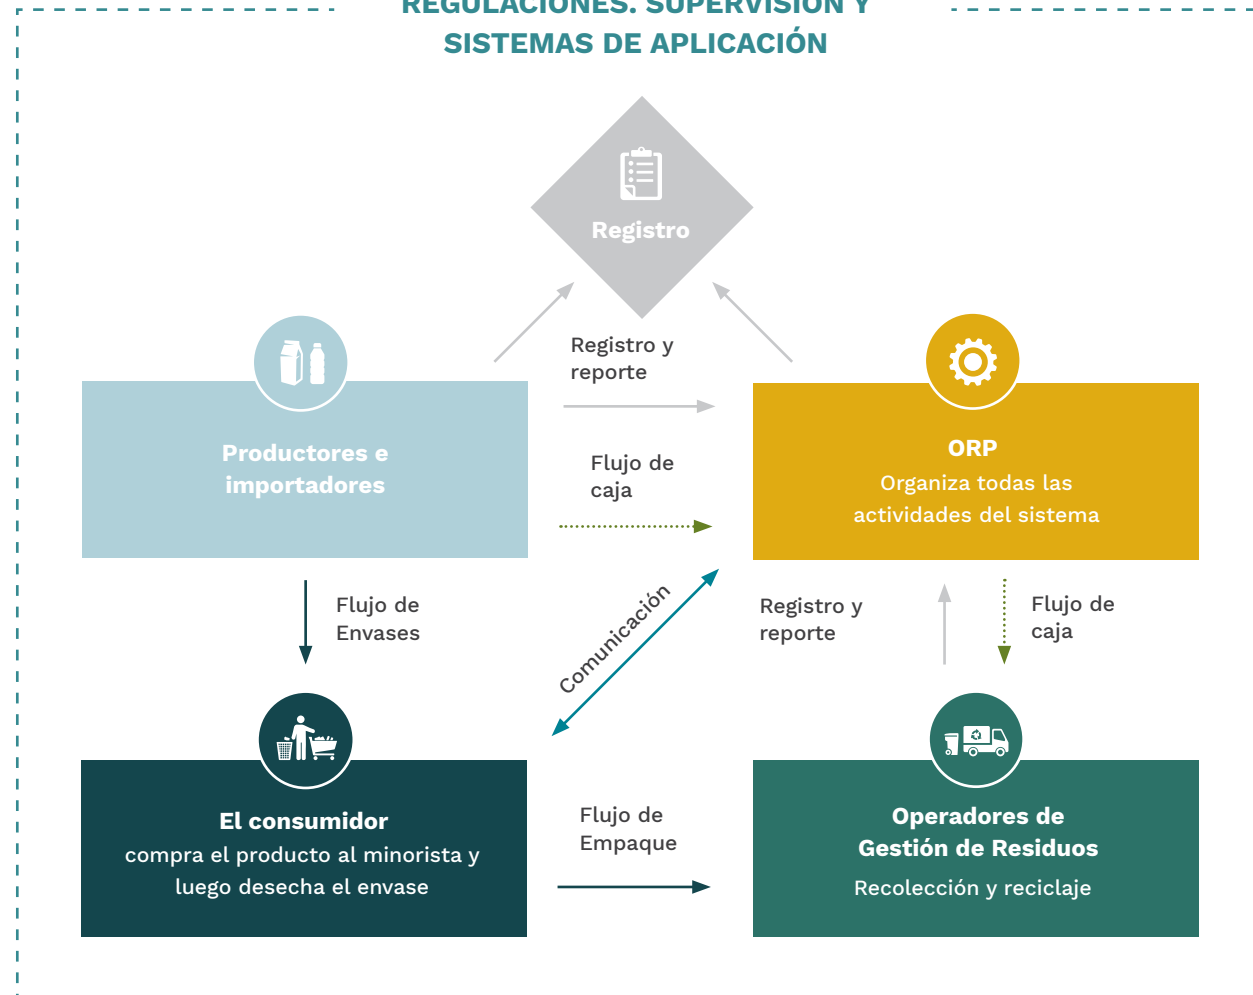 REGULACIONES. SUPERVISIÓN Y
SISTEMAS DE APLICACIÓN
Registro
Registro y
reporte
Productores e
importadores
Flujo de
caja
ORP
Organiza todas las
actividades del sistema
Flujo de
Envases
Comunicación
Registro y
reporte
Flujo de
caja
El consumidor
compra el producto al minorista y
luego desecha el envase
Flujo de
Empaque
Operadores de
Gestión de Residuos
Recolección y reciclaje